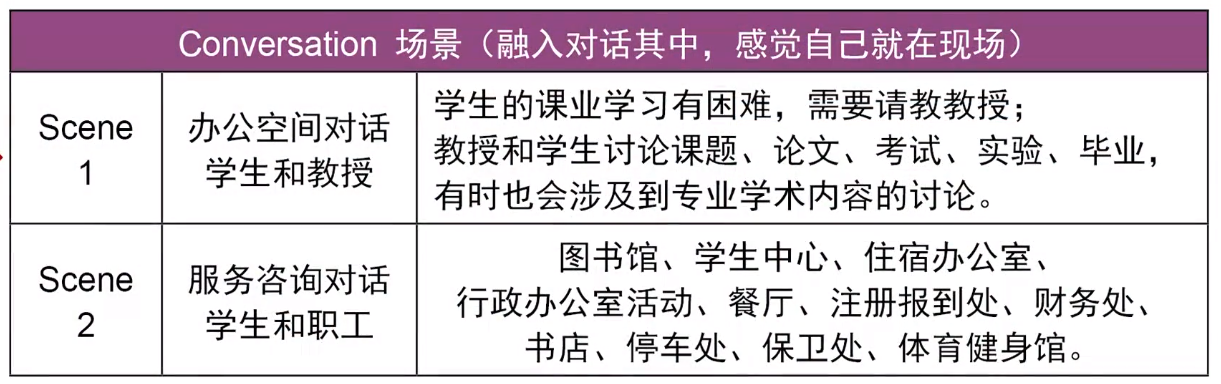 Conversation 场景（融入对话其中，感觉自己就在现场）
Scene
1
办公空间对话
学生和教授
学生的课业学习有困难，需要请教教授；
教授和学生讨论课题、论文、考试、实验、毕业，
有时也会涉及到专业学术内容的讨论。
Scene
2
服务咨询对话
学生和职工
图书馆、学生中心、住宿办公室、
行政办公室活动、餐厅、注册报到处、财务处、
书店、停车处、保卫处、体育健身馆。